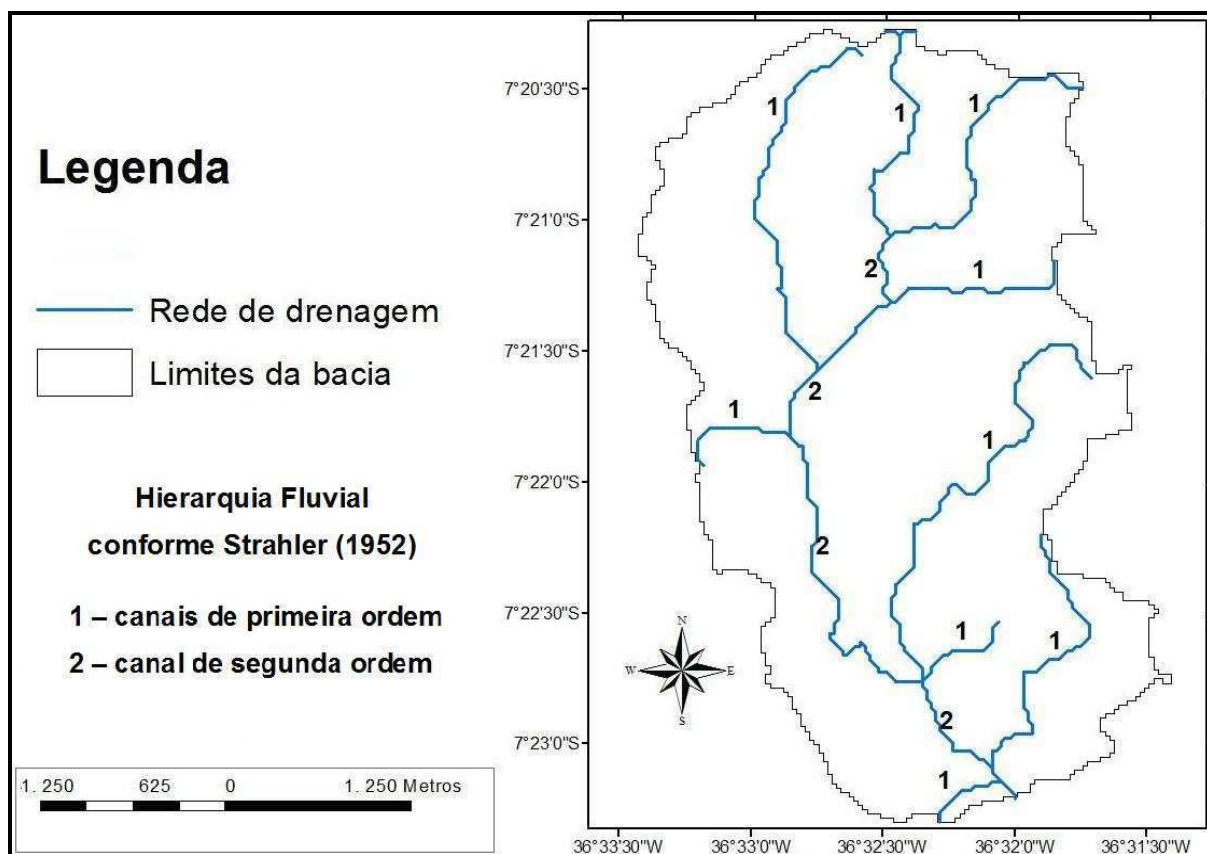 Legenda
Rede de drenagem
Limites da bacia
Hierarquia Fluvial
conforme Strahler (1952)
1 – canais de primeira ordem
2 – canal de segunda ordem
1. 250 625 0 1. 250 Metros
N
W E
S
7°20'30"S
7°21'0"S
7°21'30"S
7°22'0"S
7°22'30"S
7°23'0"S
1
1
1
2
1
2
1
1
2
1
1
2
1
36°33'30"W 36°33'0"W 36°32'30"W 36°32'0"W 36°31'30"W